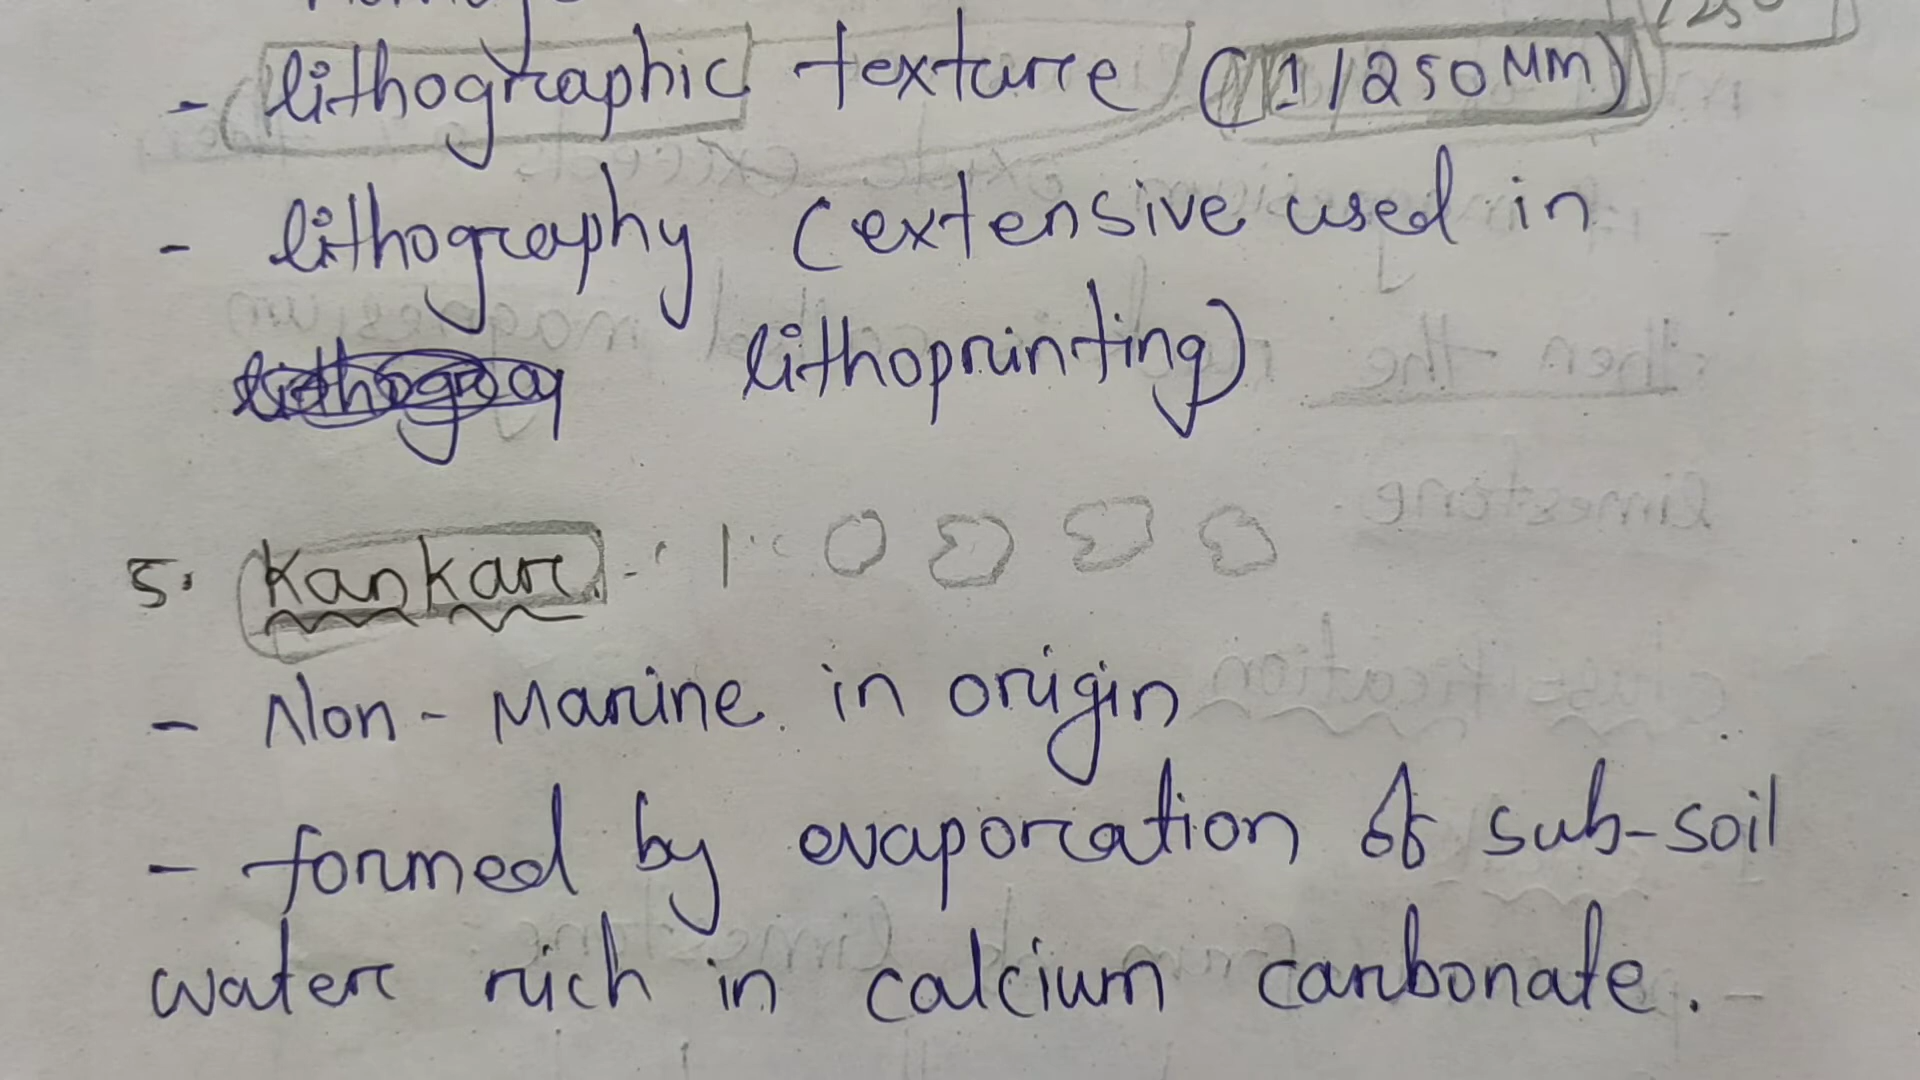 - lithographic texture (1/250 MM)
- lithography (extensive used in
lithoprinting)
5. Kankar :-
- Non-Marine in origin
- formed by evaporation of sub-soil
water rich in calcium carbonate.